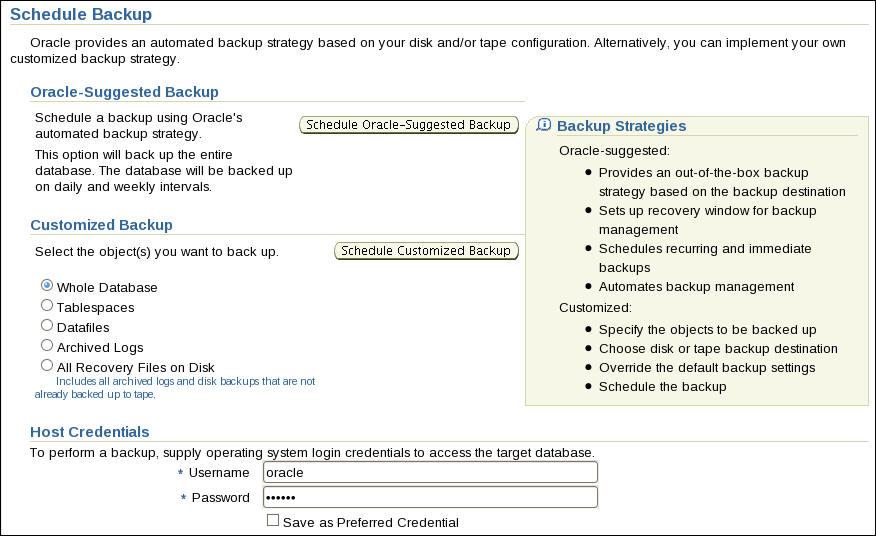 Schedule Backup
Oracle provides an automated backup strategy based on your disk and/or tape configuration. Alternatively, you can implement your own
customized backup strategy.
Oracle-Suggested Backup
Schedule a backup using Oracle's
automated backup strategy.
Schedule Oracle-Suggested Backup
This option will back up the entire
database. The database will be backed up
on daily and weekly intervals.
Customized Backup
Select the object(s) you want to back up.
Schedule Customized Backup
Whole Database
Tablespaces
Datafiles
Archived Logs
All Recovery Files on Disk
Includes all archived logs and disk backups that are not
already backed up to tape.
Backup Strategies
Oracle-suggested:
• Provides an out-of-the-box backup
strategy based on the backup destination
• Sets up recovery window for backup
management
• Schedules recurring and immediate
backups
• Automates backup management
Customized:
• Specify the objects to be backed up
• Choose disk or tape backup destination
• Override the default backup settings
• Schedule the backup
Host Credentials
To perform a backup, supply operating system login credentials to access the target database.
* Username oracle
* Password ••••••
Save as Preferred Credential